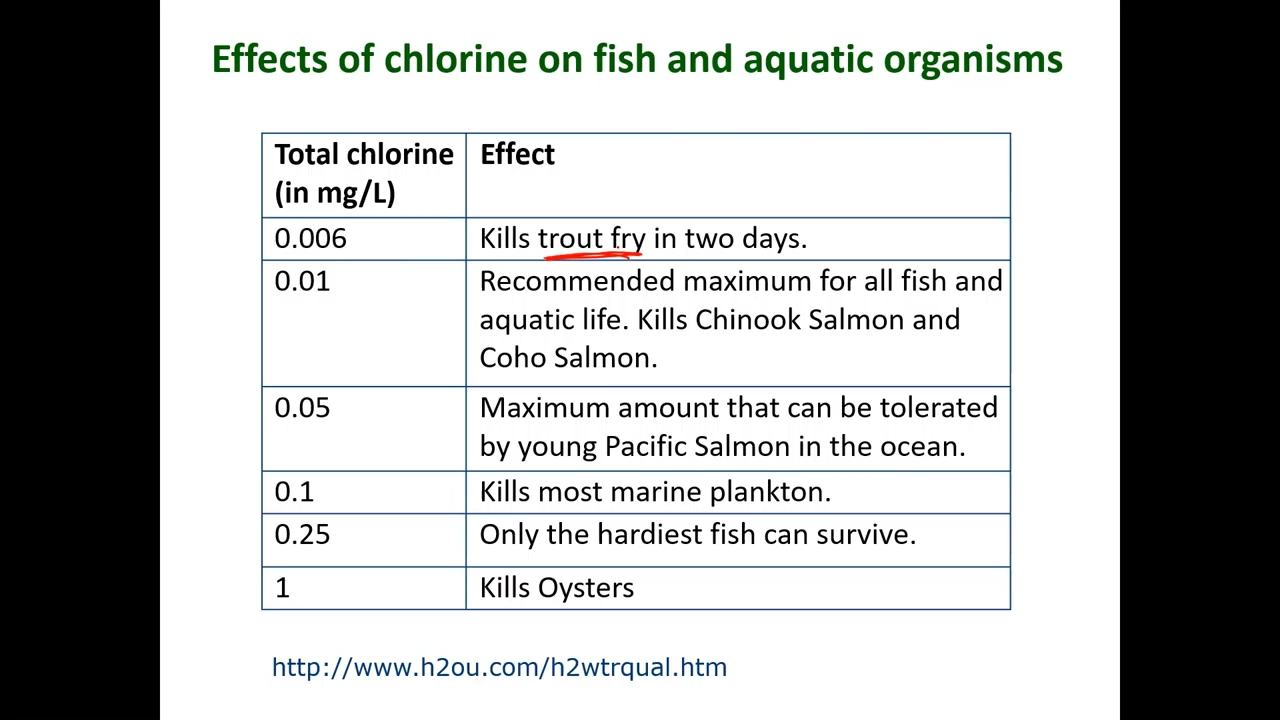 Effects of chlorine on fish and aquatic organisms
Total chlorine
(in mg/L)
Effect
0.006
Kills trout fry in two days.
0.01
Recommended maximum for all fish and
aquatic life. Kills Chinook Salmon and
Coho Salmon.
0.05
Maximum amount that can be tolerated
by young Pacific Salmon in the ocean.
0.1
Kills most marine plankton.
0.25
Only the hardiest fish can survive.
1
Kills Oysters
http://www.h2ou.com/h2wtrqual.htm